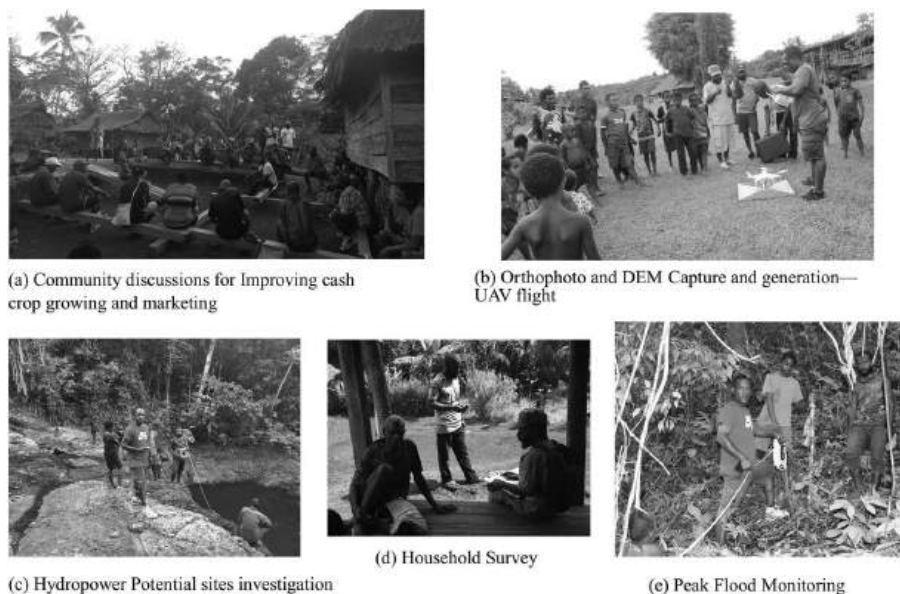 (a) Community discussions for Improving cash
crop growing and marketing
(b) Orthophoto and DEM Capture and generation—
UAV flight
(c) Hydropower Potential sites investigation
(d) Household Survey
(e) Peak Flood Monitoring